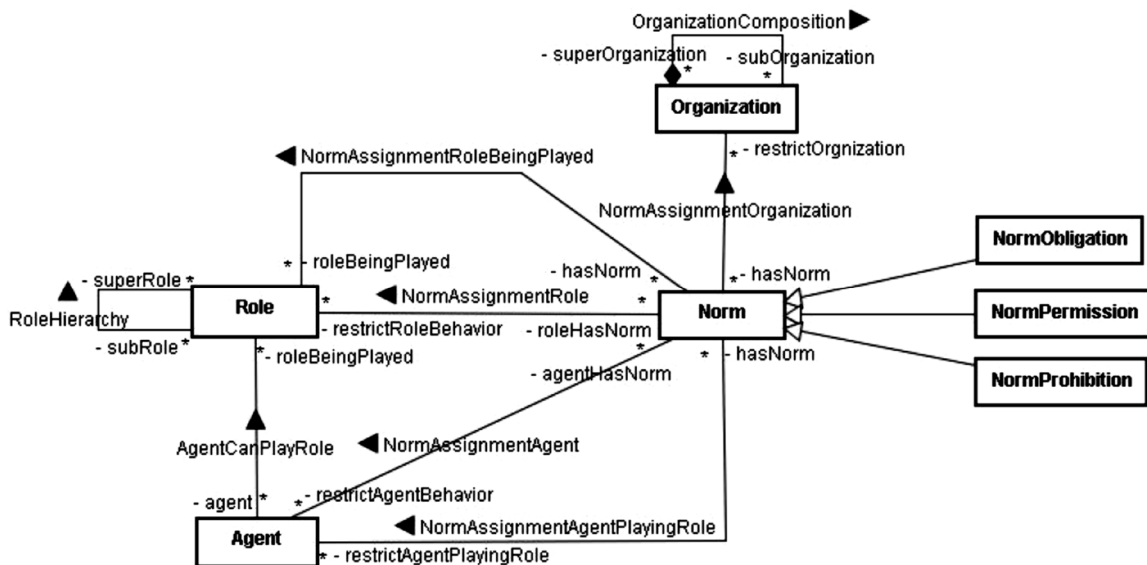 OrganizationComposition
- superOrganization
*
- subOrganization
*
Organization
* - restrictOrgnization
NormAssignmentRoleBeingPlayed
NormAssignmentOrganization
NormObligation
* - roleBeingPlayed
- hasNorm *
* - hasNorm
- superRole *
NormAssignmentRole
*
*
Role
Norm
NormPermission
RoleHierarchy
- restrictRoleBehavior
- roleHasNorm
- subRole *
* - roleBeingPlayed
*
* - hasNorm
- agentHasNorm
NormProhibition
AgentCanPlayRole
NormAssignmentAgent
- agent *
* - restrictAgentBehavior
NormAssignmentAgentPlayingRole
Agent
* - restrictAgentPlayingRole